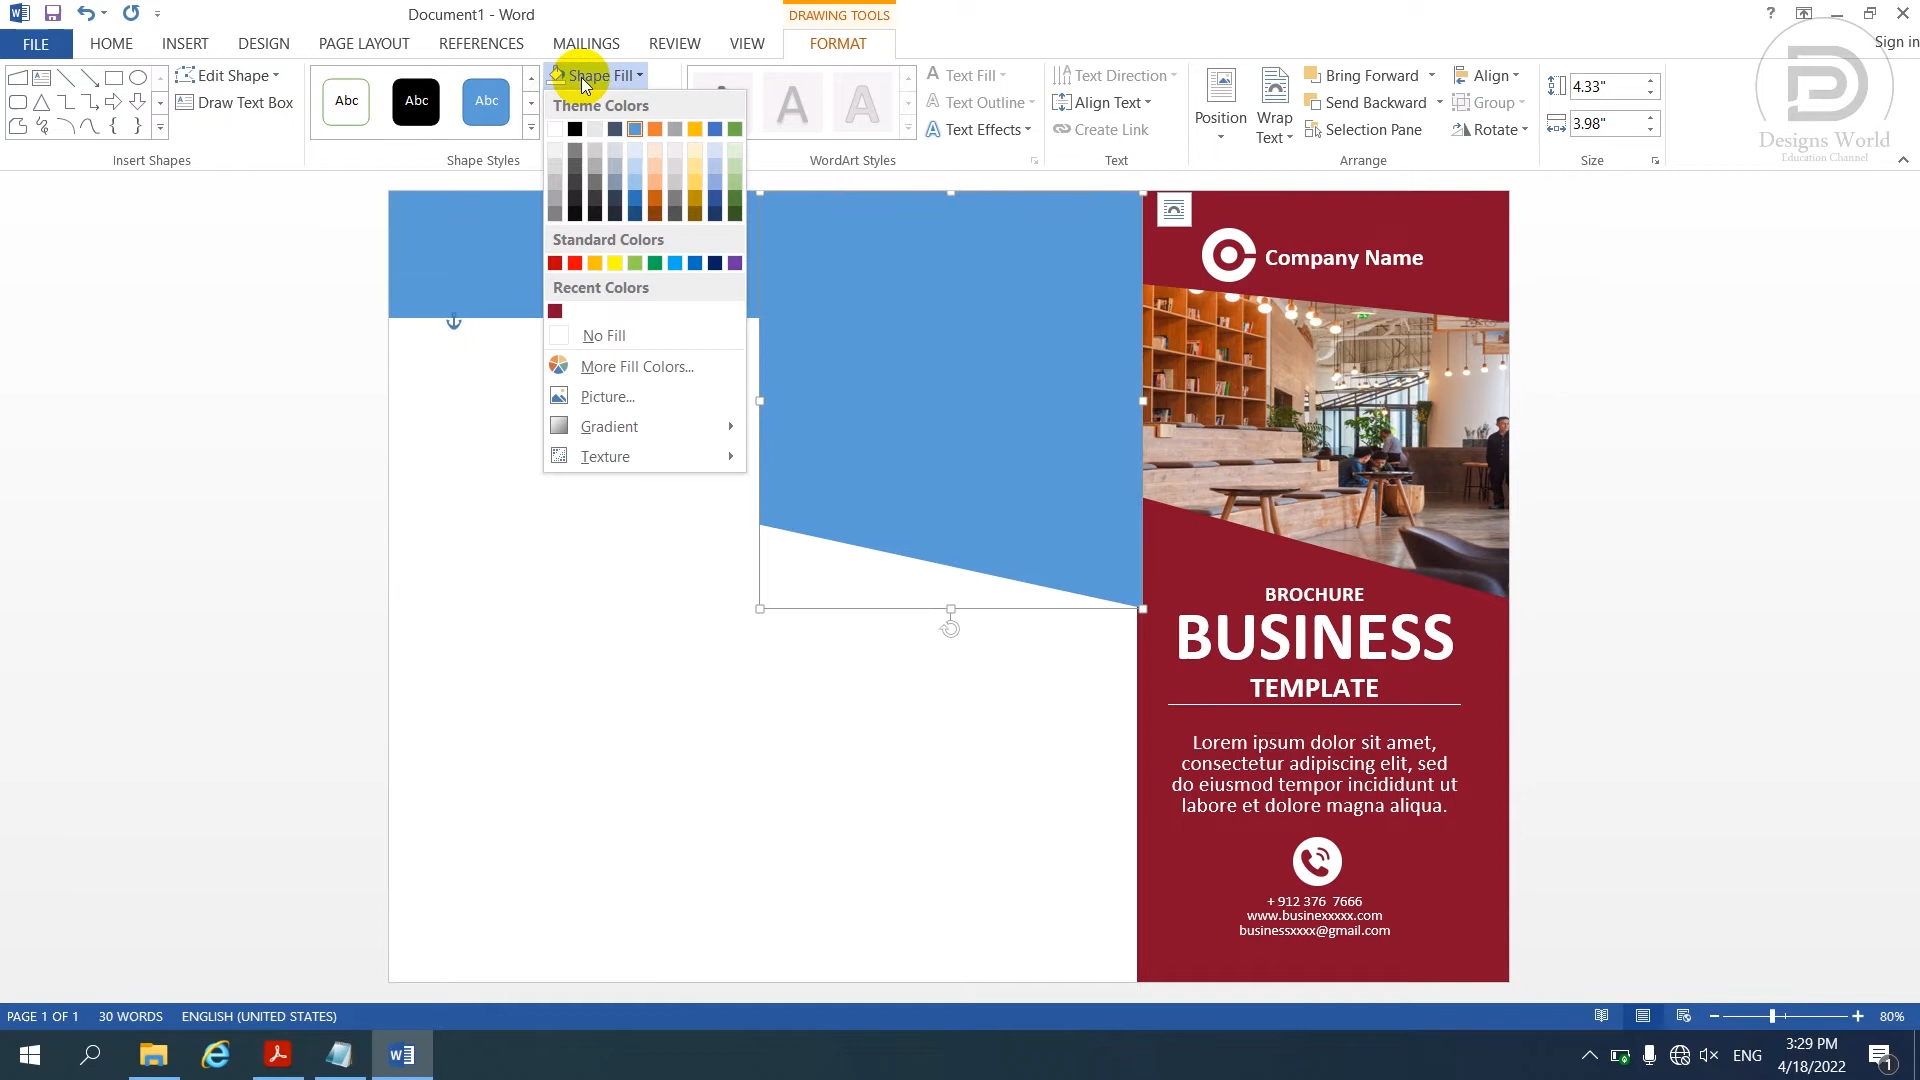 Document1 - Word
DRAWING TOOLS
?
Sign in
FILE
HOME
INSERT
DESIGN
PAGE LAYOUT
REFERENCES
MAILINGS
REVIEW
VIEW
FORMAT
Edit Shape
Draw Text Box
Insert Shapes
Abc
Abc
Abc
Shape Styles
Shape Fill
WordArt Styles
Text Fill
Text Outline
Text Effects
Text Direction
Align Text
Create Link
Text
Position
Wrap
Text
Bring Forward
Send Backward
Selection Pane
Align
Group
Rotate
Arrange
4.33"
3.98"
Size
Designs World
Education Channel
Theme Colors
Standard Colors
Recent Colors
No Fill
More Fill Colors...
Picture...
Gradient
Texture
Company Name
BROCHURE
BUSINESS
TEMPLATE
Lorem ipsum dolor sit amet,
consectetur adipiscing elit, sed
do eiusmod tempor incididunt ut
labore et dolore magna aliqua.
+ 912 376 7666
www.businexxxxx.com
businessxxxx@gmail.com
PAGE 1 OF 1
30 WORDS
ENGLISH (UNITED STATES)
80%
ENG
3:29 PM
4/18/2022
1